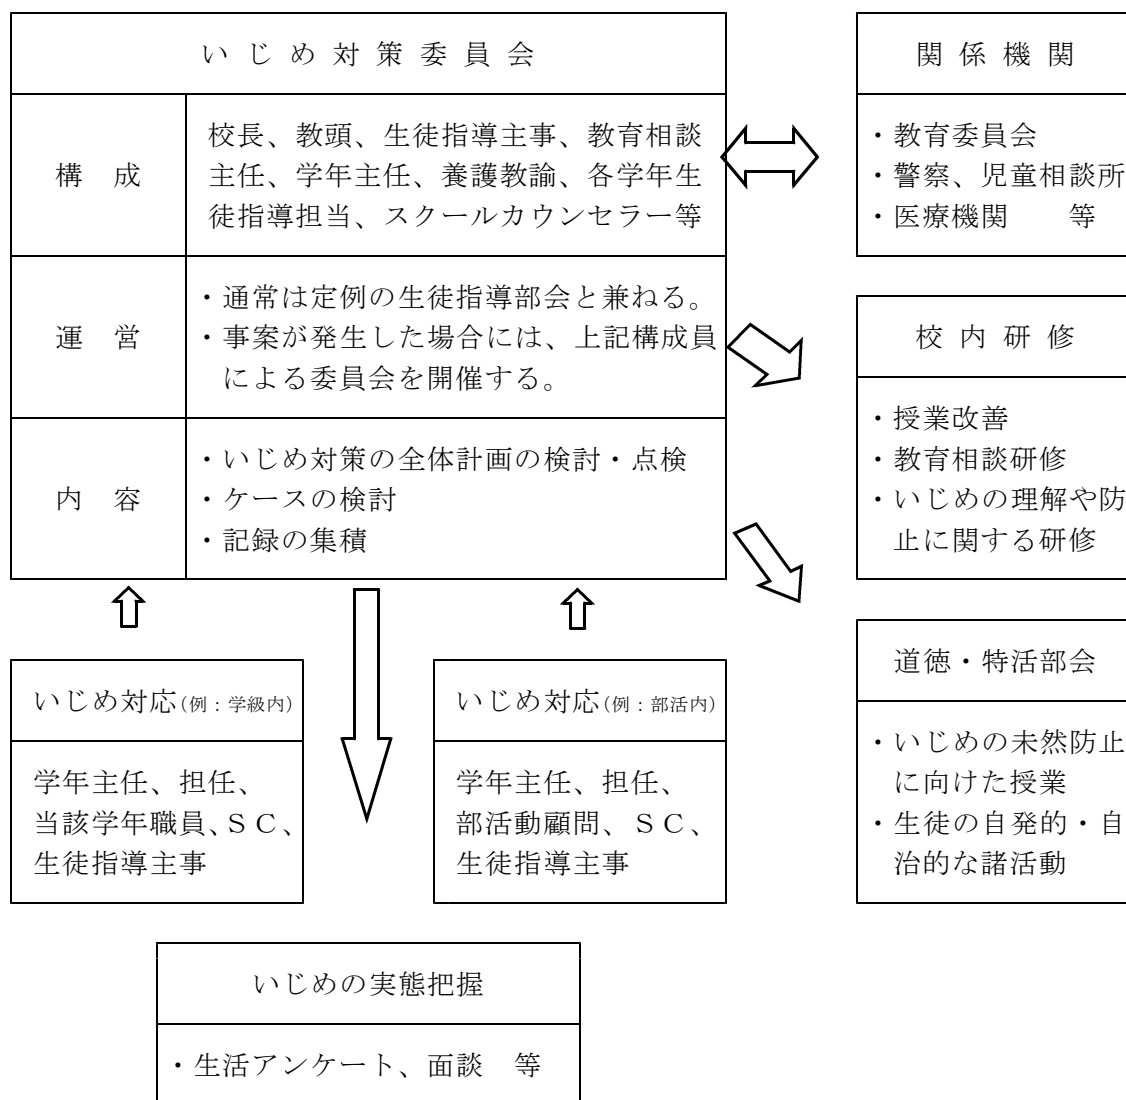 いじめ対策委員会
構成
校長、教頭、生徒指導主事、教育相談
主任、学年主任、養護教諭、各学年生
徒指導担当、スクールカウンセラー等
運営
・通常は定例の生徒指導部会と兼ねる。
・事案が発生した場合には、上記構成員
による委員会を開催する。
内容
・いじめ対策の全体計画の検討・点検
・ケースの検討
・記録の集積
関係機関
・教育委員会
・警察、児童相談所
・医療機関　　等
校内研修
・授業改善
・教育相談研修
・いじめの理解や防
止に関する研修
道徳・特活部会
・いじめの未然防止
に向けた授業
・生徒の自発的・自
治的な諸活動
いじめ対応(例：学級内)
学年主任、担任、
当該学年職員、ＳＣ、
生徒指導主事
いじめ対応(例：部活内)
学年主任、担任、
部活動顧問、ＳＣ、
生徒指導主事
いじめの実態把握
・生活アンケート、面談　等